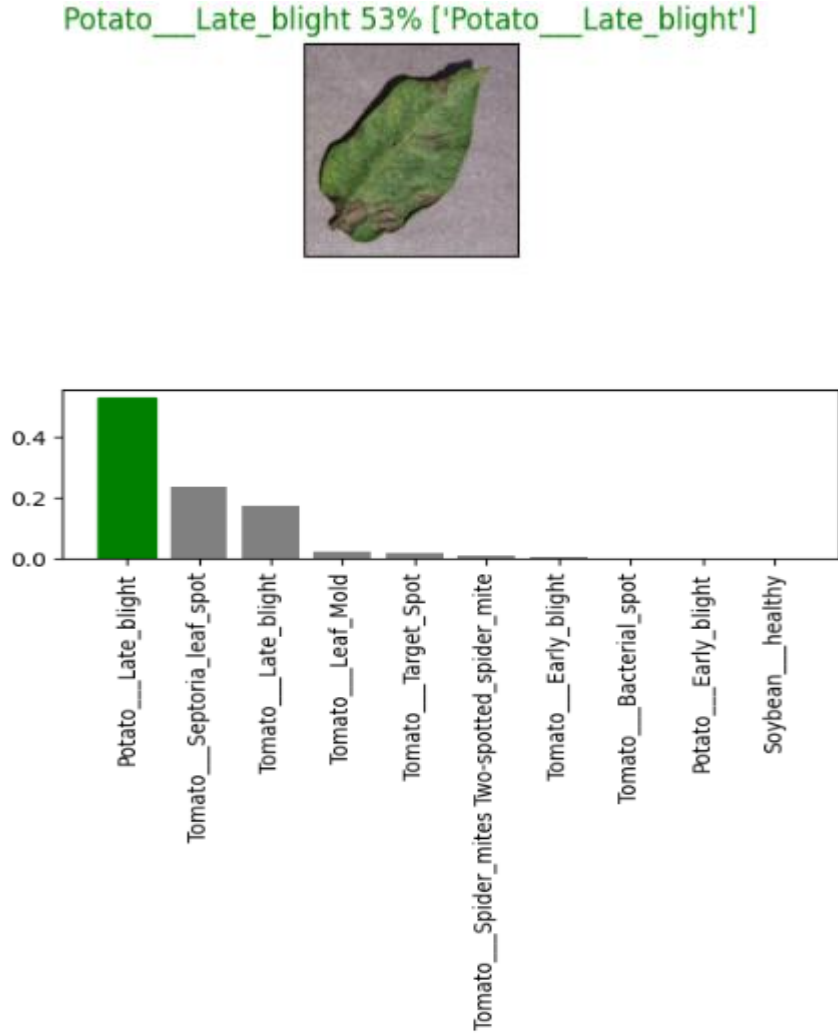 Potato___Late_blight 53% ['Potato___Late_blight']
0.4
0.2
0.0
Potato___Late_blight
Tomato___Septoria_leaf_spot
Tomato___Late_blight
Tomato___Leaf_Mold
Tomato___Target_Spot
Tomato___Spider_mites Two-spotted_spider_mite
Tomato___Early_blight
Tomato___Bacterial_spot
Potato___Early_blight
Soybean___healthy